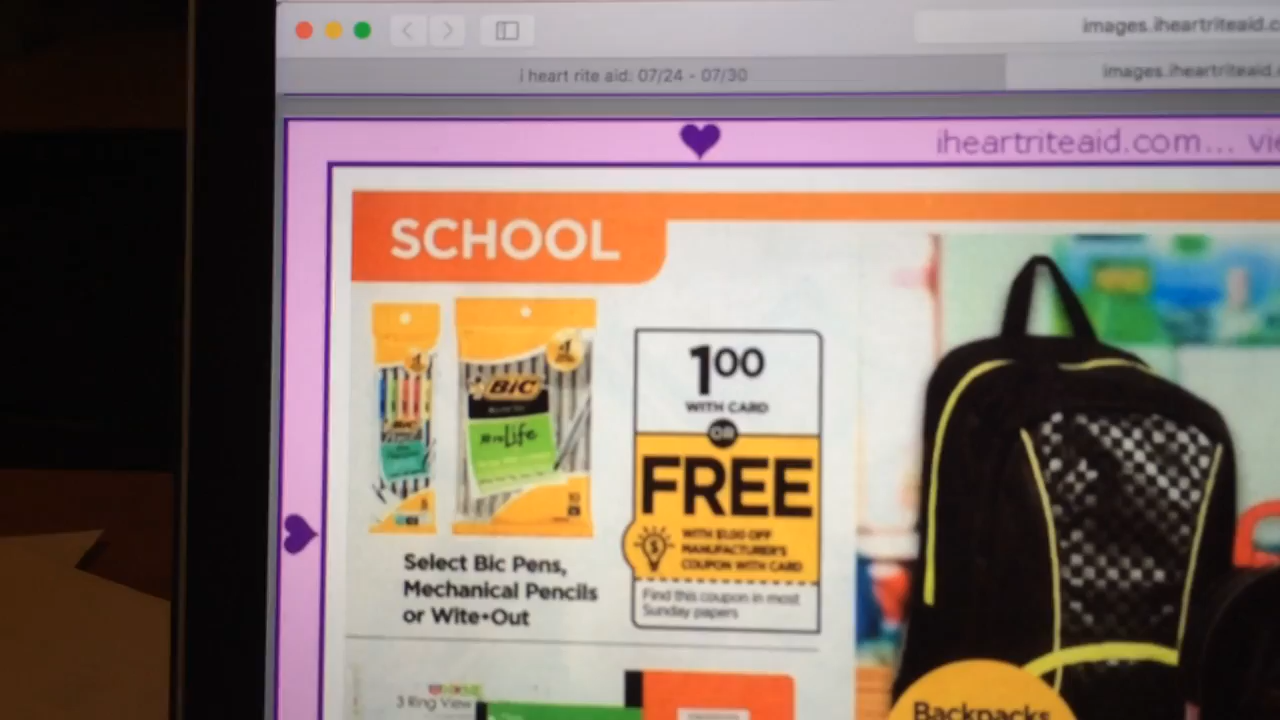 images.iheartriteaid.c
i heart rite aid: 07/24 - 07/30
images.iheartriteaid.
iheartriteaid.com... vie
SCHOOL
BIC
Life
1.00
WITH CARD
OR
FREE
WITH $1.00 OFF
MANUFACTURER'S
COUPON WITH CARD
Find this coupon in most
Sunday papers
Select Bic Pens,
Mechanical Pencils
or Wite•Out
3 Ring View
Backpacks